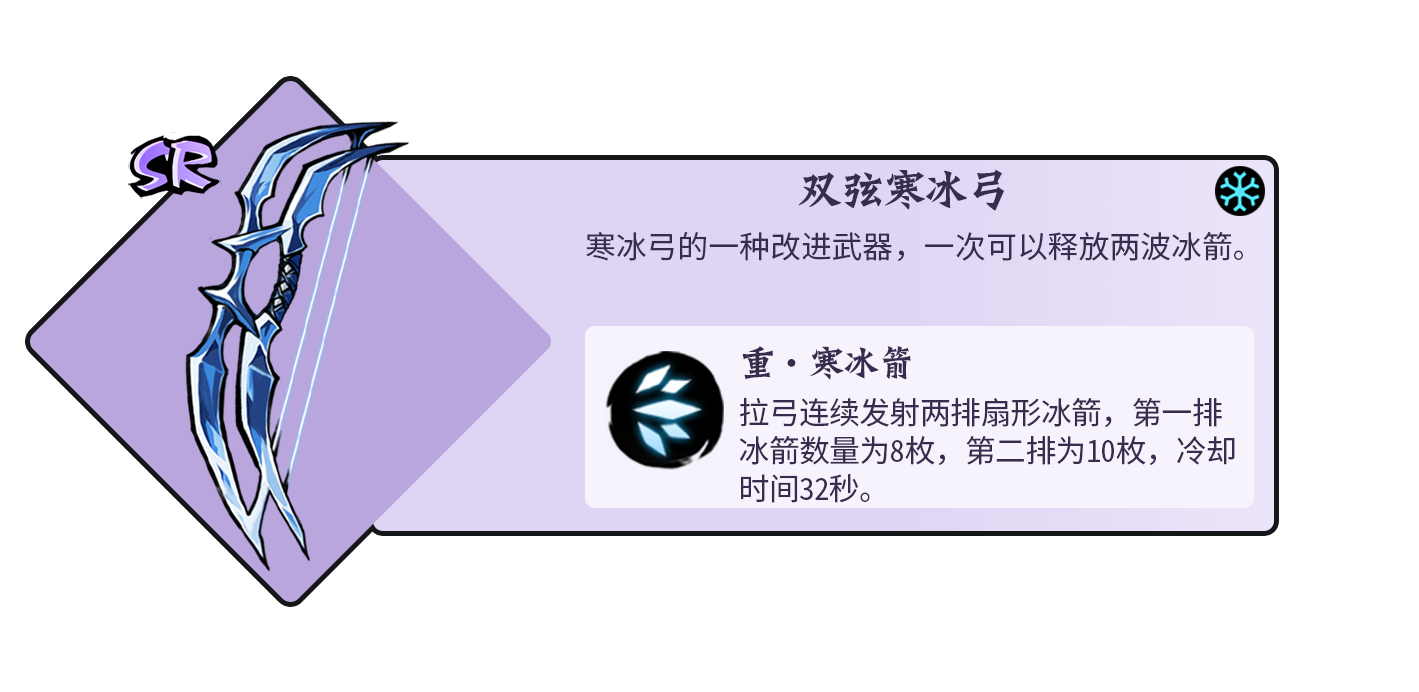 SR
双弦寒冰弓
寒冰弓的一种改进武器，一次可以释放两波冰箭。
重·寒冰箭
拉弓连续发射两排扇形冰箭，第一排
冰箭数量为8枚，第二排为10枚，冷却
时间32秒。